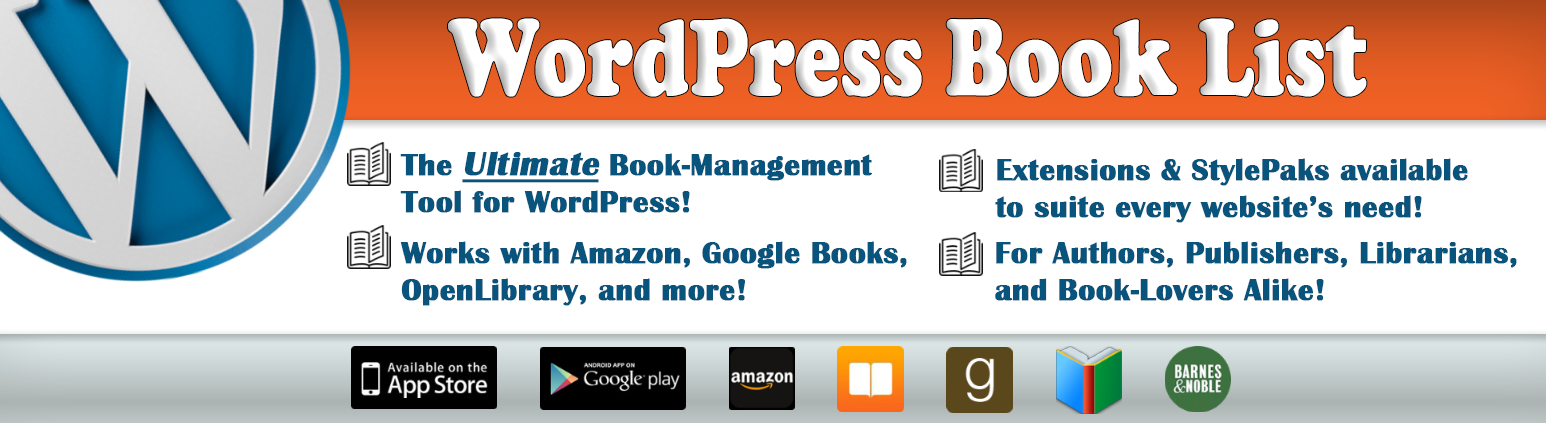 WordPress Book List
The Ultimate Book-Management
Tool for WordPress!
Works with Amazon, Google Books,
OpenLibrary, and more!
Extensions & StylePaks available
to suite every website's need!
For Authors, Publishers, Librarians,
and Book-Lovers Alike!
Available on the
App Store
ANDROID APP ON
Google play
amazon
g
BARNES
&NOBLE